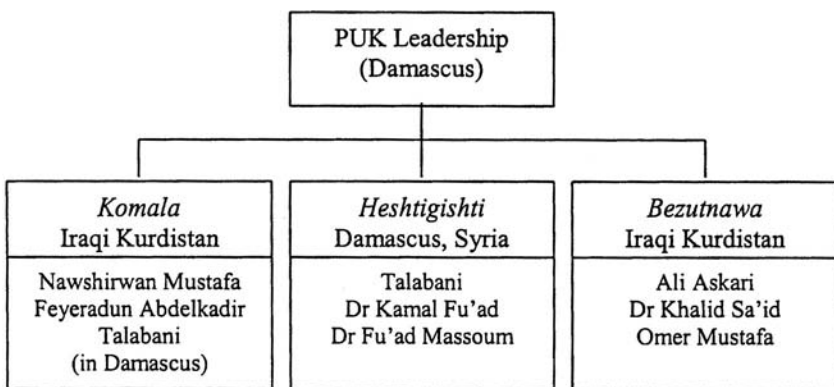 PUK Leadership
(Damascus)
Komala
Iraqi Kurdistan
Nawshirwan Mustafa
Feyeradun Abdelkadir
Talabani
(in Damascus)
Heshtigishti
Damascus, Syria
Talabani
Dr Kamal Fu'ad
Dr Fu'ad Massoum
Bezutnawa
Iraqi Kurdistan
Ali Askari
Dr Khalid Sa'id
Omer Mustafa